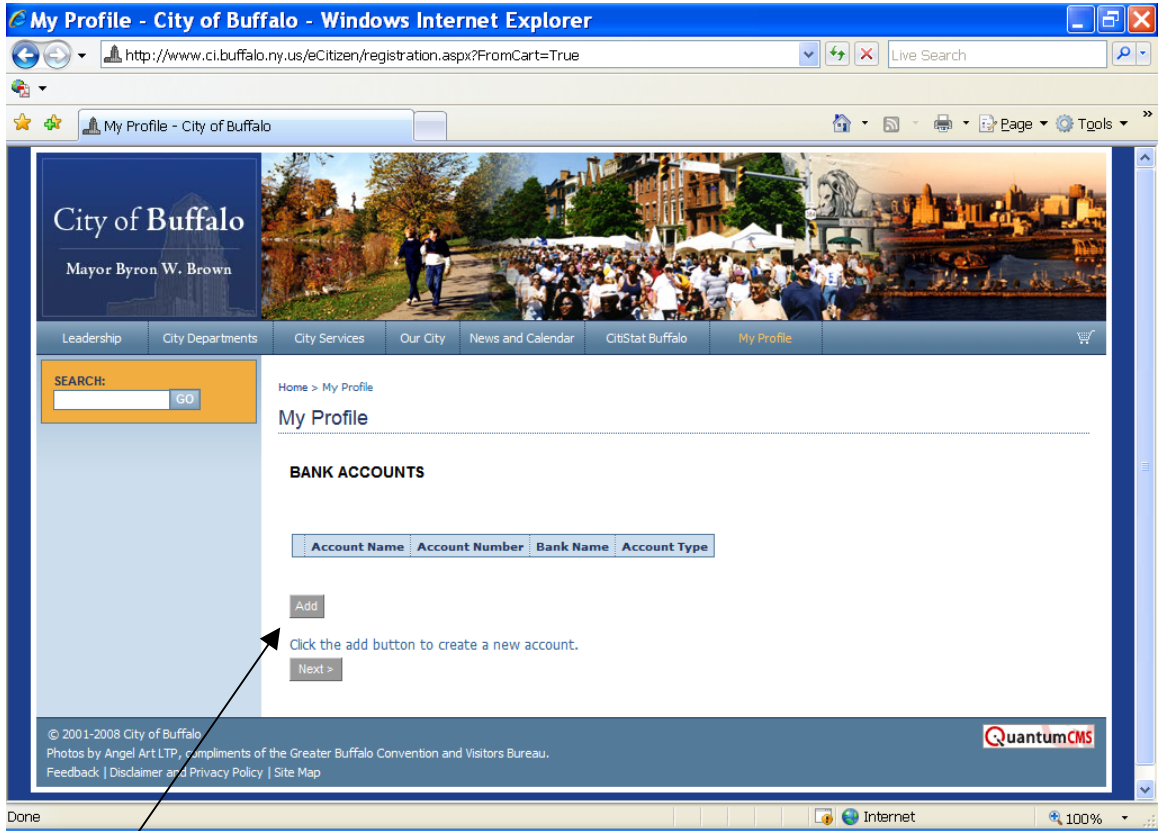 My Profile - City of Buffalo - Windows Internet Explorer
http://www.ci.buffalo.ny.us/eCitizen/registration.aspx?FromCart=True
Live Search
My Profile - City of Buffalo
Page Tools
City of Buffalo
Mayor Byron W. Brown
Leadership City Departments City Services Our City News and Calendar CitiStat Buffalo My Profile
SEARCH:
GO
Home > My Profile
My Profile
BANK ACCOUNTS
Account Name Account Number Bank Name Account Type
Add
Click the add button to create a new account.
Next >
© 2001-2008 City of Buffalo
Photos by Angel Art LTP, compliments of the Greater Buffalo Convention and Visitors Bureau.
Feedback | Disclaimer and Privacy Policy | Site Map
QuantumCMS
Done Internet 100%